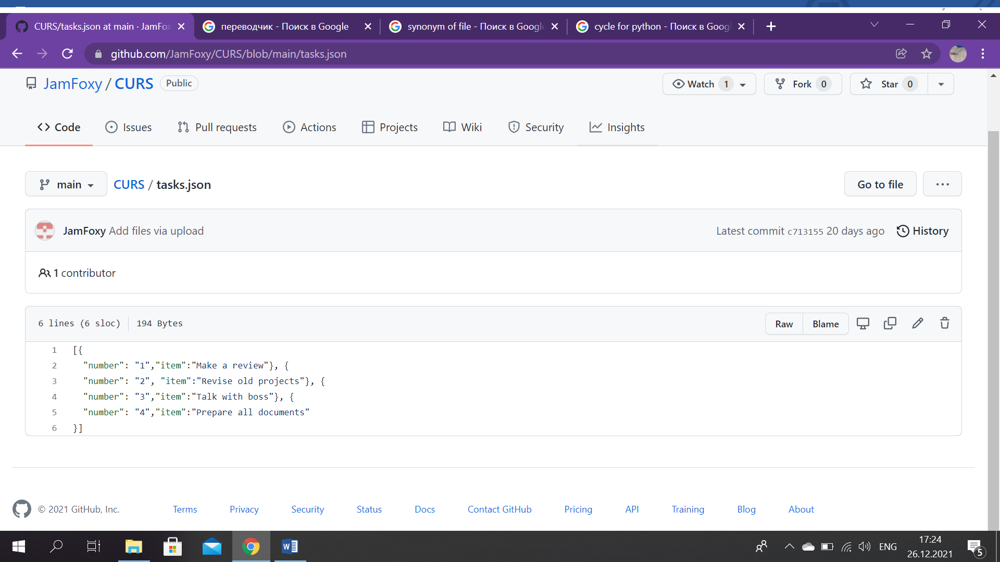 CURS/tasks.json at main · JamFox
переводчик - Поиск в Google
synonym of file - Поиск в Google
cycle for python - Поиск в Googl
github.com/JamFoxy/CURS/blob/main/tasks.json
JamFoxy / CURS Public
Watch 1
Fork 0
Star 0
Code
Issues
Pull requests
Actions
Projects
Wiki
Security
Insights
main
CURS / tasks.json
Go to file
JamFoxy Add files via upload
Latest commit c713155 20 days ago
History
1 contributor
6 lines (6 sloc)
194 Bytes
Raw
Blame
1 [{
2 "number": "1","item":"Make a review"}, {
3 "number": "2", "item":"Revise old projects"}, {
4 "number": "3","item":"Talk with boss"}, {
5 "number": "4","item":"Prepare all documents"
6 }]
© 2021 GitHub, Inc.
Terms
Privacy
Security
Status
Docs
Contact GitHub
Pricing
API
Training
Blog
About
W
ENG
17:24
26.12.2021
5